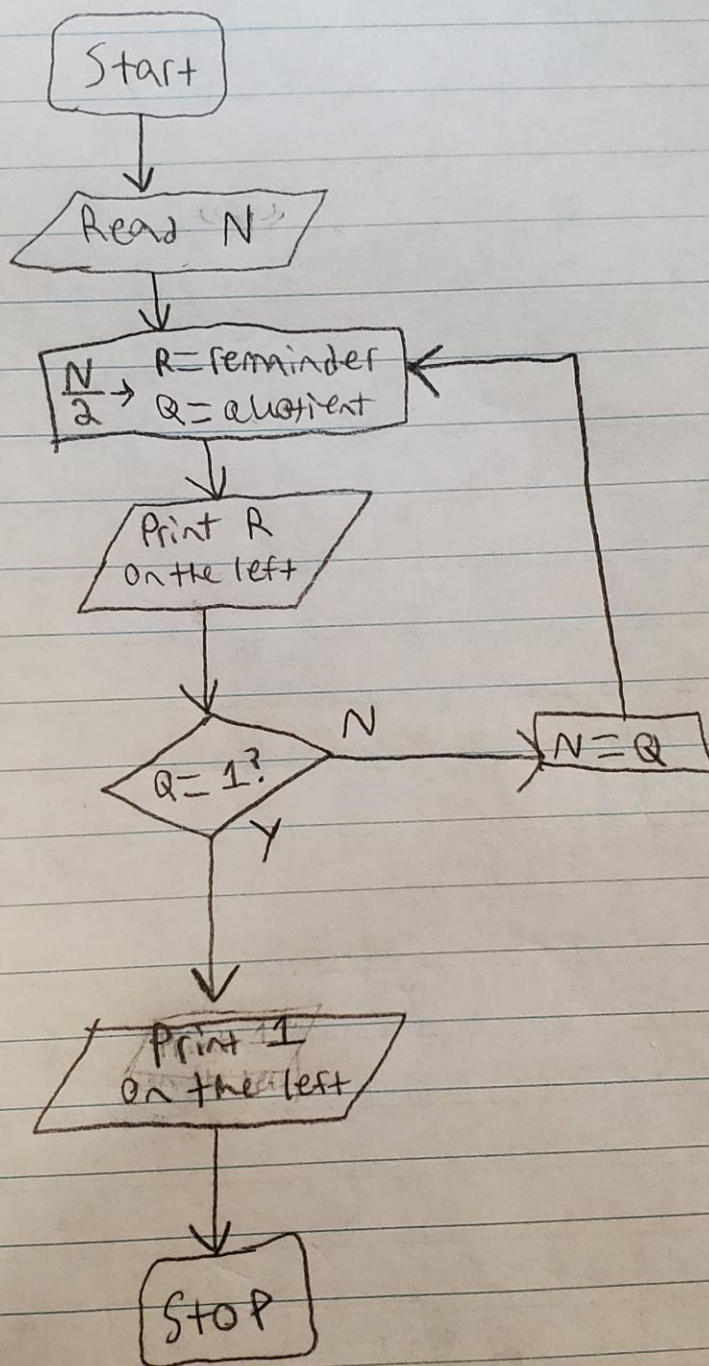 Start
Read "N"
N/2 → R=remainder
Q=quotient
Print R
on the left
Q=1?
N
N=Q
Y
Print 1
on the left
Stop